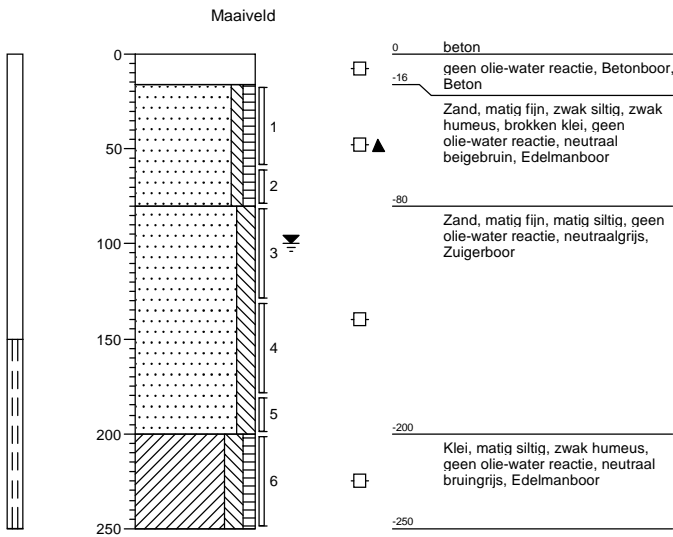 Maaiveld
0
50
100
150
200
250
1
2
3
4
5
6
0
beton
geen olie-water reactie, Betonboor,
Beton
-16
Zand, matig fijn, zwak siltig, zwak
humeus, brokken klei, geen
olie-water reactie, neutraal
beigebruin, Edelmanboor
-80
Zand, matig fijn, matig siltig, geen
olie-water reactie, neutraalgrijs,
Zuigerboor
-200
Klei, matig siltig, zwak humeus,
geen olie-water reactie, neutraal
bruingrijs, Edelmanboor
-250